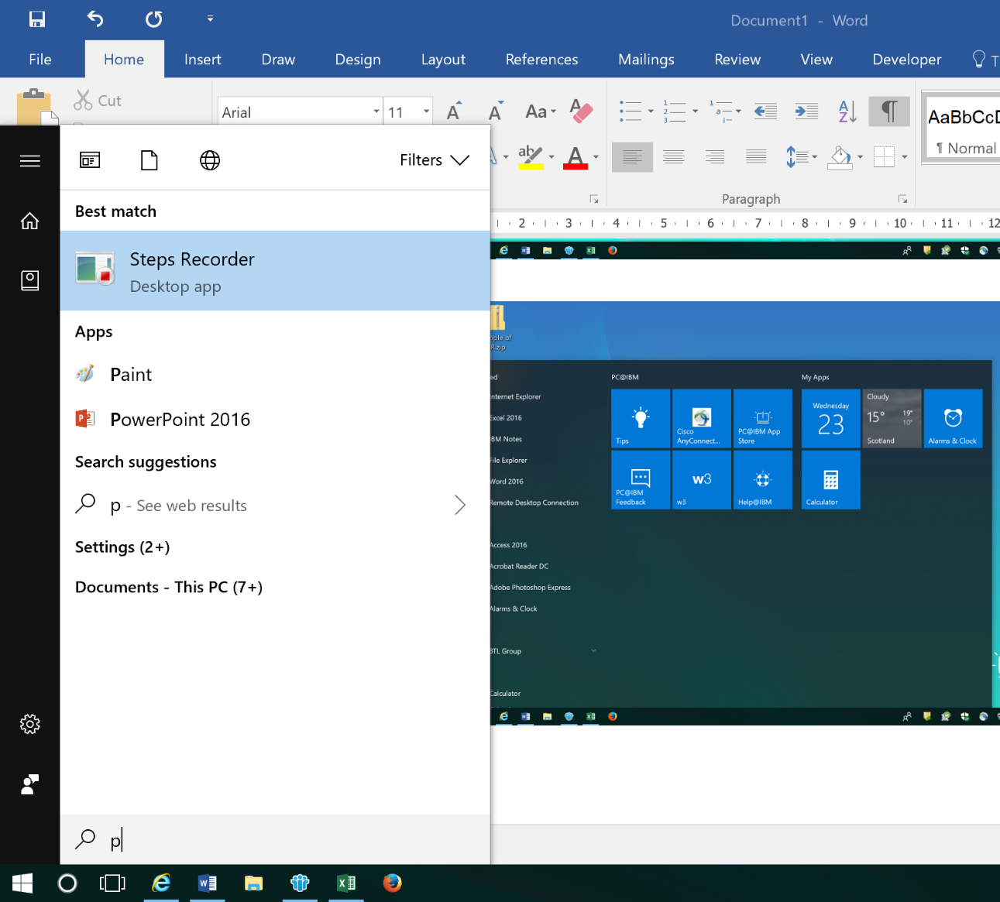 Document1 - Word
File Home Insert Draw Design Layout References Mailings Review View Developer T
Cut
Arial 11 Aa
AaBbCcD
¶ Normal
Paragraph
2 3 4 5 6 7 8 9 10 11 12
Filters
Best match
Steps Recorder
Desktop app
Apps
Paint
PowerPoint 2016
Search suggestions
p - See web results
Settings (2+)
Documents - This PC (7+)
p
mple of
R.zip
ed
Internet Explorer
Excel 2016
IBM Notes
File Explorer
Word 2016
Remote Desktop Connection
Access 2016
Acrobat Reader DC
Adobe Photoshop Express
Alarms & Clock
BTL Group
Calculator
PC@IBM
Tips
Cisco
AnyConnect...
PC@IBM App
Store
PC@IBM
Feedback
w3
w3
Help@IBM
My Apps
Wednesday
23
Cloudy
15° 19°
10°
Scotland
Alarms & Clock
Calculator